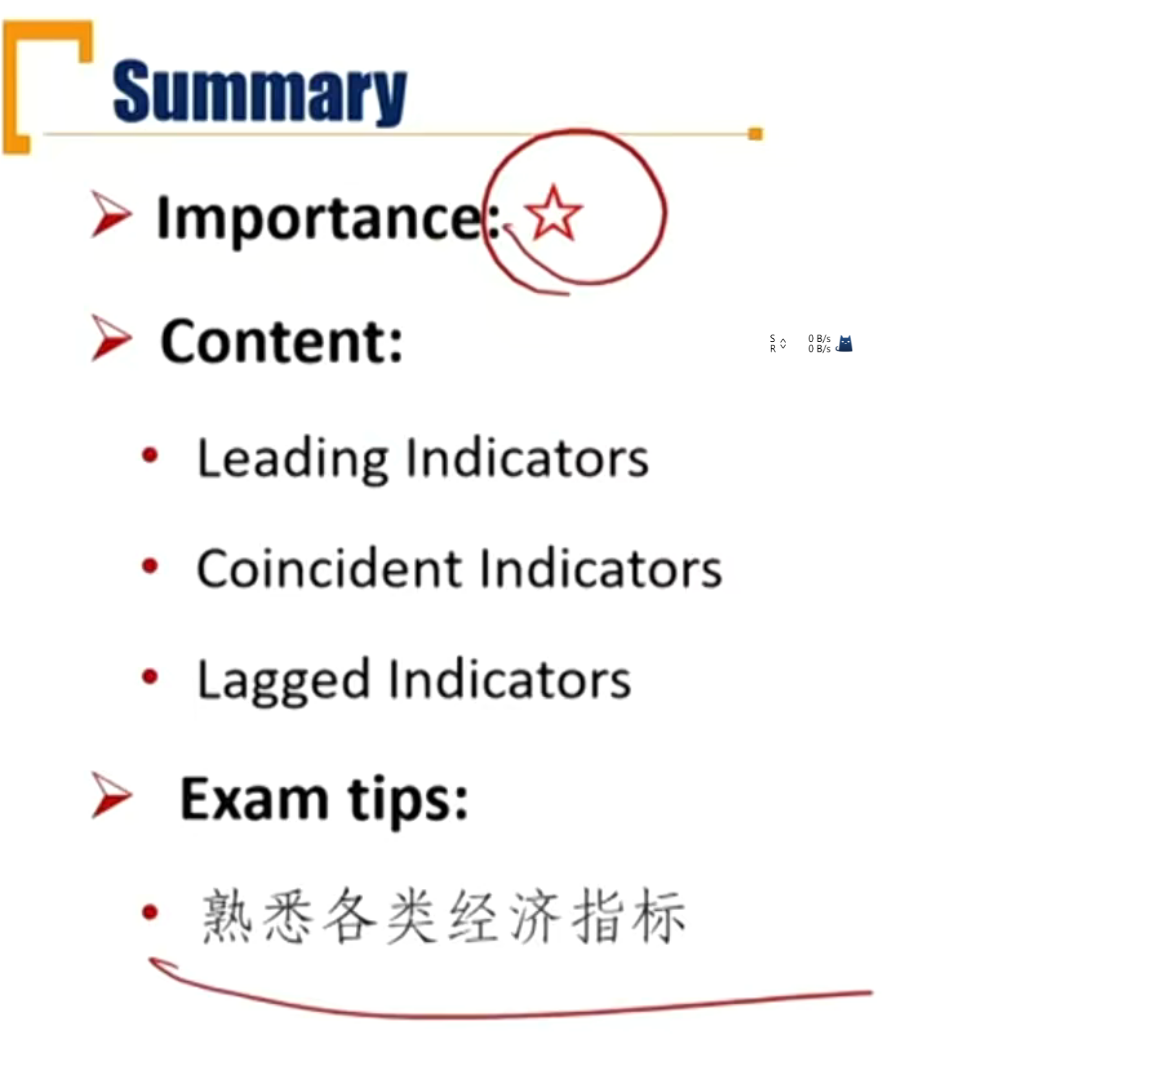 Summary
Importance: ☆
Content:
S 0 B/s
R 0 B/s
Leading Indicators
Coincident Indicators
Lagged Indicators
Exam tips:
熟悉各类经济指标